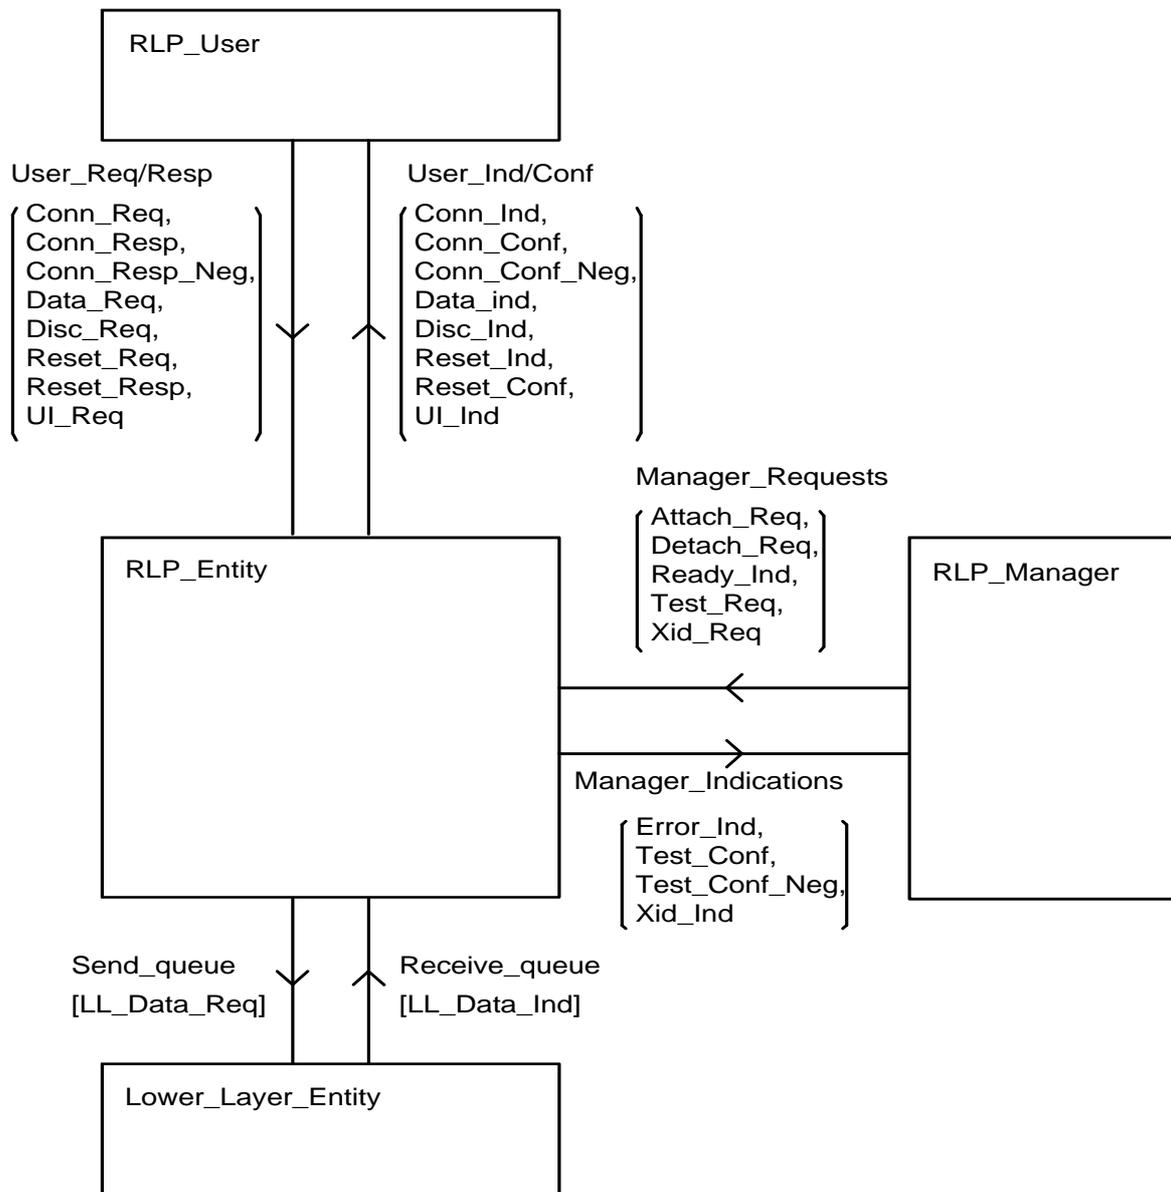 RLP_User
User_Req/Resp
Conn_Req,
Conn_Resp,
Conn_Resp_Neg,
Data_Req,
Disc_Req,
Reset_Req,
Reset_Resp,
UI_Req
User_Ind/Conf
Conn_Ind,
Conn_Conf,
Conn_Conf_Neg,
Data_ind,
Disc_Ind,
Reset_Ind,
Reset_Conf,
UI_Ind
Manager_Requests
Attach_Req,
Detach_Req,
Ready_Ind,
Test_Req,
Xid_Req
RLP_Entity
RLP_Manager
Manager_Indications
Error_Ind,
Test_Conf,
Test_Conf_Neg,
Xid_Ind
Send_queue
[LL_Data_Req]
Receive_queue
[LL_Data_Ind]
Lower_Layer_Entity